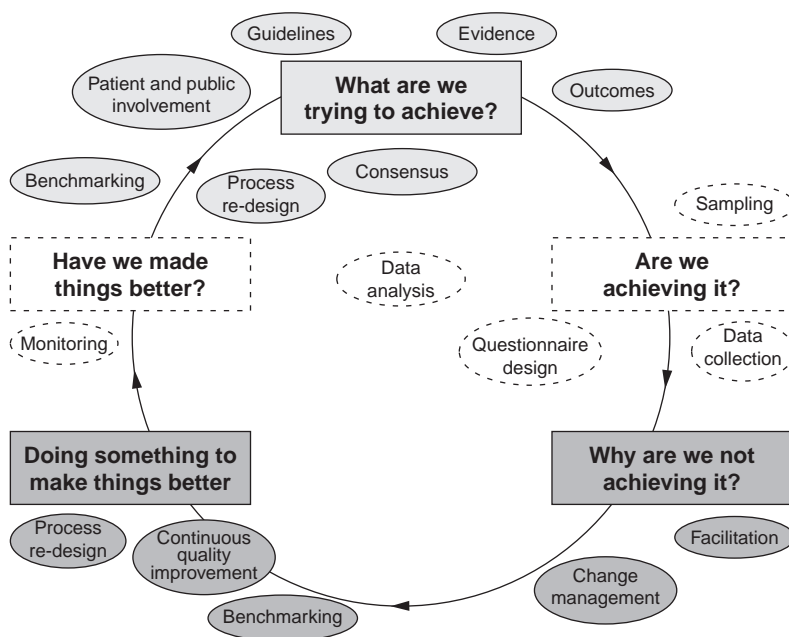 Guidelines
Evidence
What are we
trying to achieve?
Patient and public
involvement
Outcomes
Benchmarking
Process
re-design
Consensus
Sampling
Have we made
things better?
Data
analysis
Are we
achieving it?
Monitoring
Questionnaire
design
Data
collection
Doing something to
make things better
Why are we not
achieving it?
Process
re-design
Continuous
quality
improvement
Facilitation
Change
management
Benchmarking